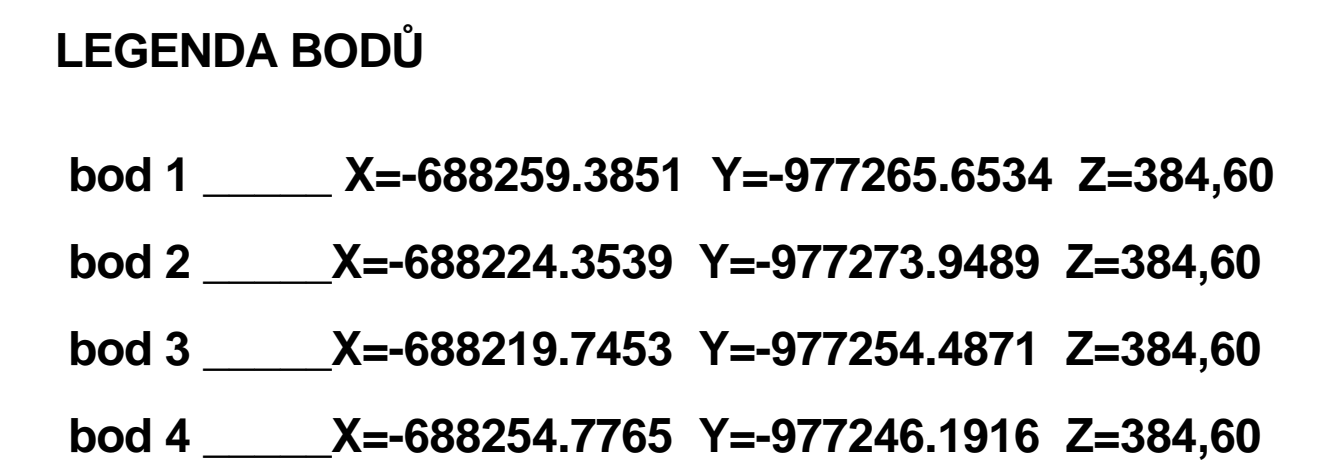 LEGENDA BODŮ
bod 1 _____ X=-688259.3851 Y=-977265.6534 Z=384,60
bod 2 _____X=-688224.3539 Y=-977273.9489 Z=384,60
bod 3 _____X=-688219.7453 Y=-977254.4871 Z=384,60
bod 4 _____X=-688254.7765 Y=-977246.1916 Z=384,60